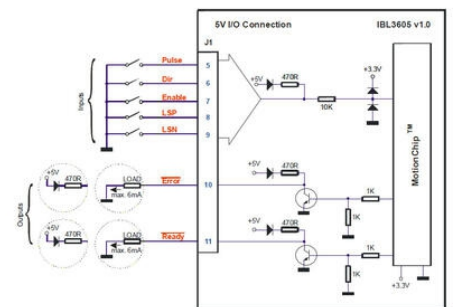 5V I/O Connection
IBL3605 v1.0
J1
Pulse
5
Dir
6
Enable
7
LSP
8
LSN
9
Inputs
+5V
470R
+3.3V
10K
MotionChip™
Outputs
+5V
470R
LOAD
max. 6mA
Error
10
+5V
470R
1K
1K
+5V
470R
LOAD
max. 6mA
Ready
11
+5V
470R
1K
1K
+3.3V